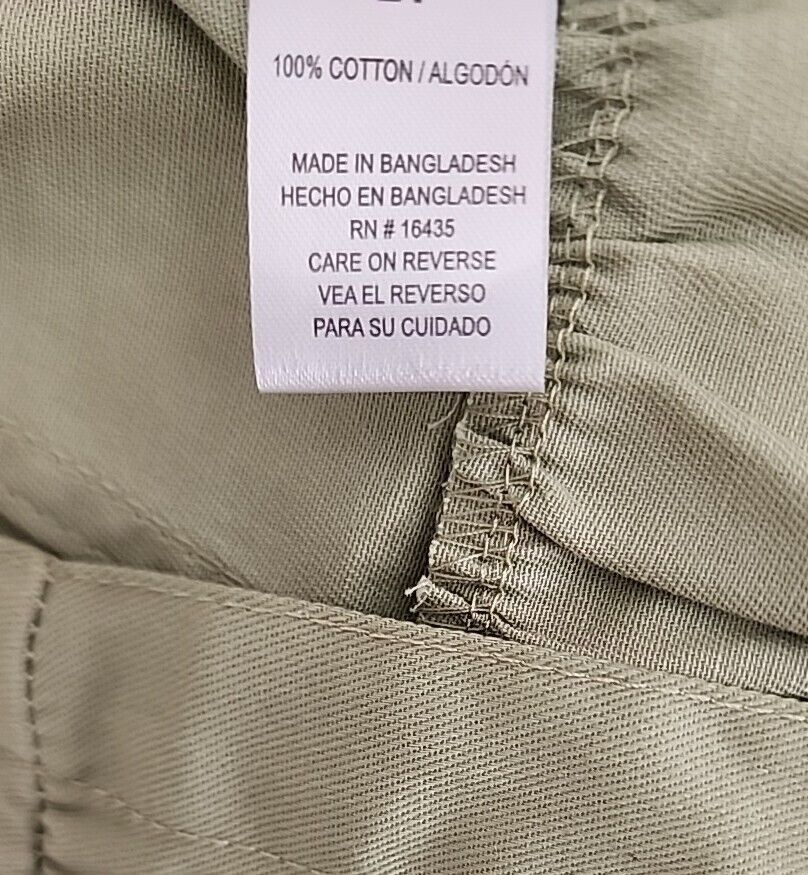 100% COTTON / ALGODÓN
MADE IN BANGLADESH
HECHO EN BANGLADESH
RN # 16435
CARE ON REVERSE
VEA EL REVERSO
PARA SU CUIDADO